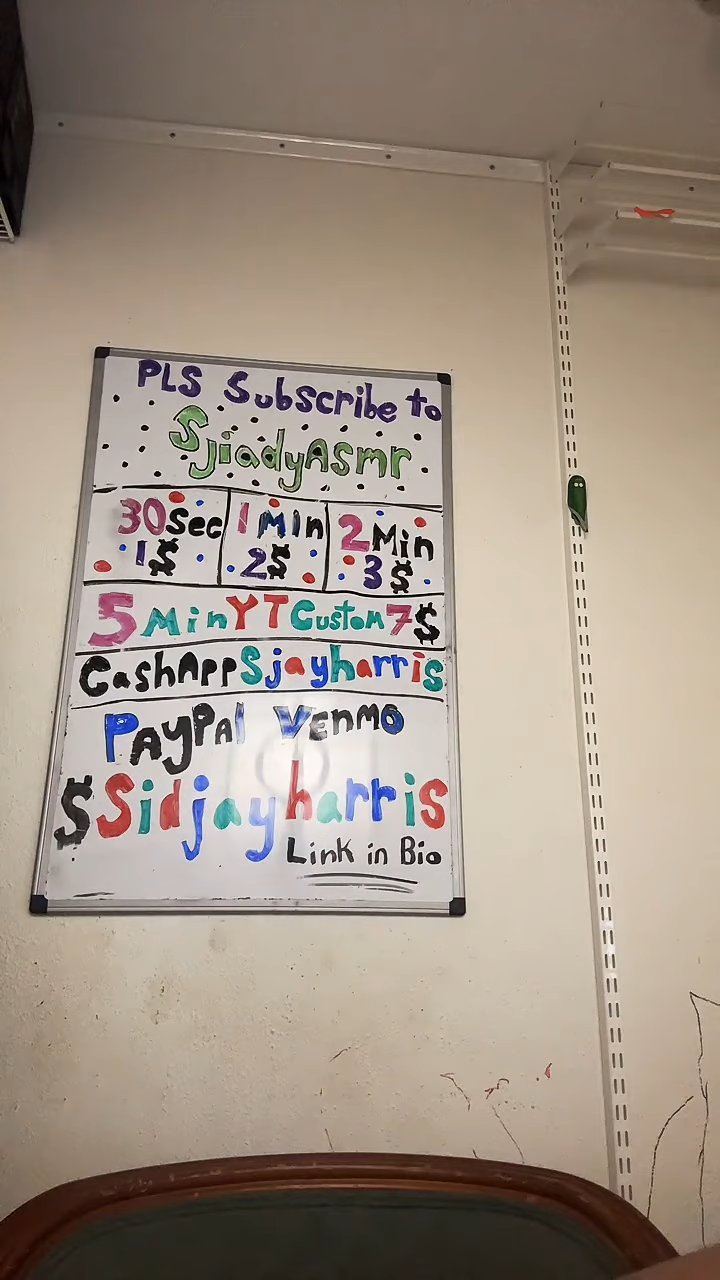 PLS Subscribe to
SjiadyAsmr
30Sec 1Min 2Min
1$ 2$ 3$
5MinYTCustom7$
CashAppSjayharris
PayPal Venmo
$Sidjayharris
Link in Bio